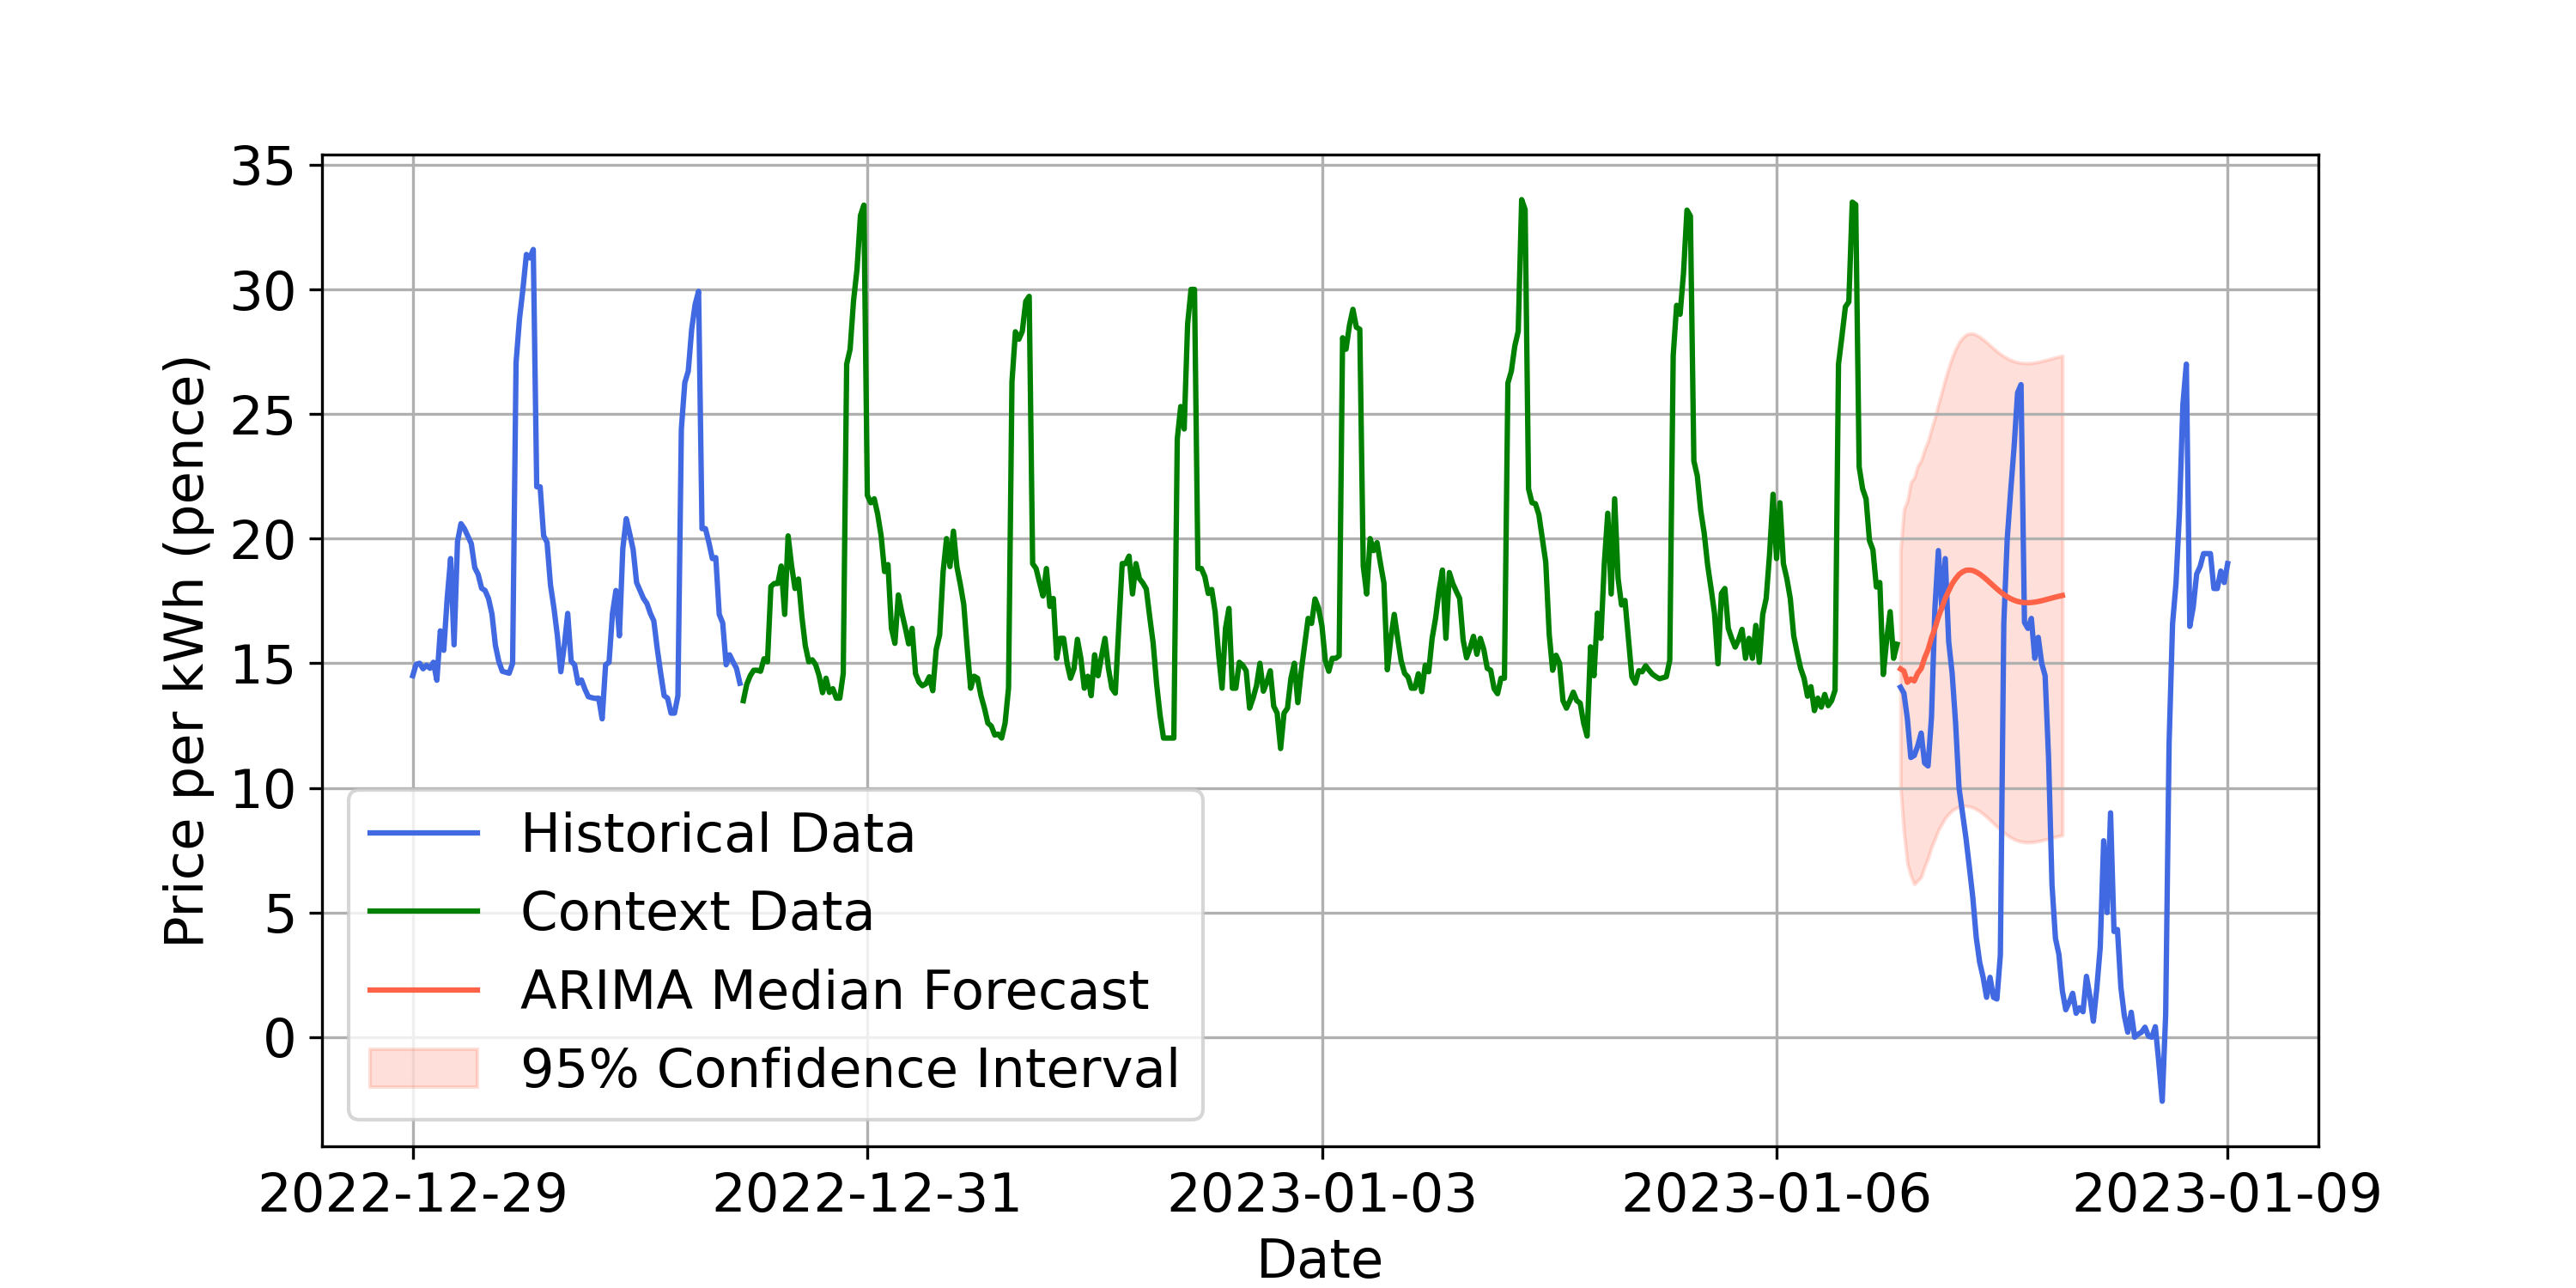 Price per kWh (pence)
35
30
25
20
15
10
5
0
Historical Data
Context Data
ARIMA Median Forecast
95% Confidence Interval
2022-12-29 2022-12-31 2023-01-03 2023-01-06 2023-01-09
Date